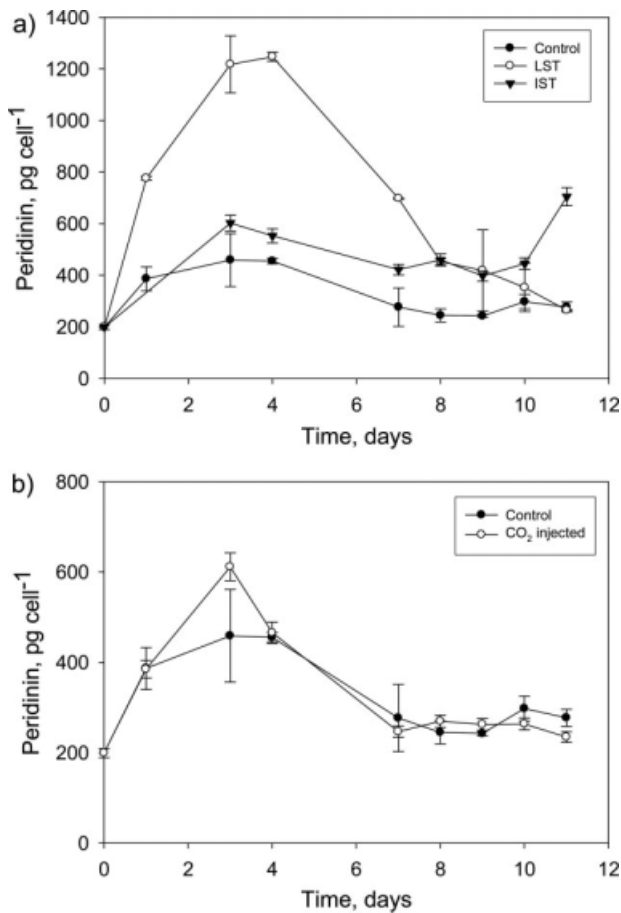 a)
1400
1200
1000
800
600
400
200
0
Peridinin, pg cell-1
Control
LST
IST
0 2 4 6 8 10 12
Time, days
b)
800
600
400
200
0
Peridinin, pg cell-1
Control
CO2 injected
0 2 4 6 8 10 12
Time, days